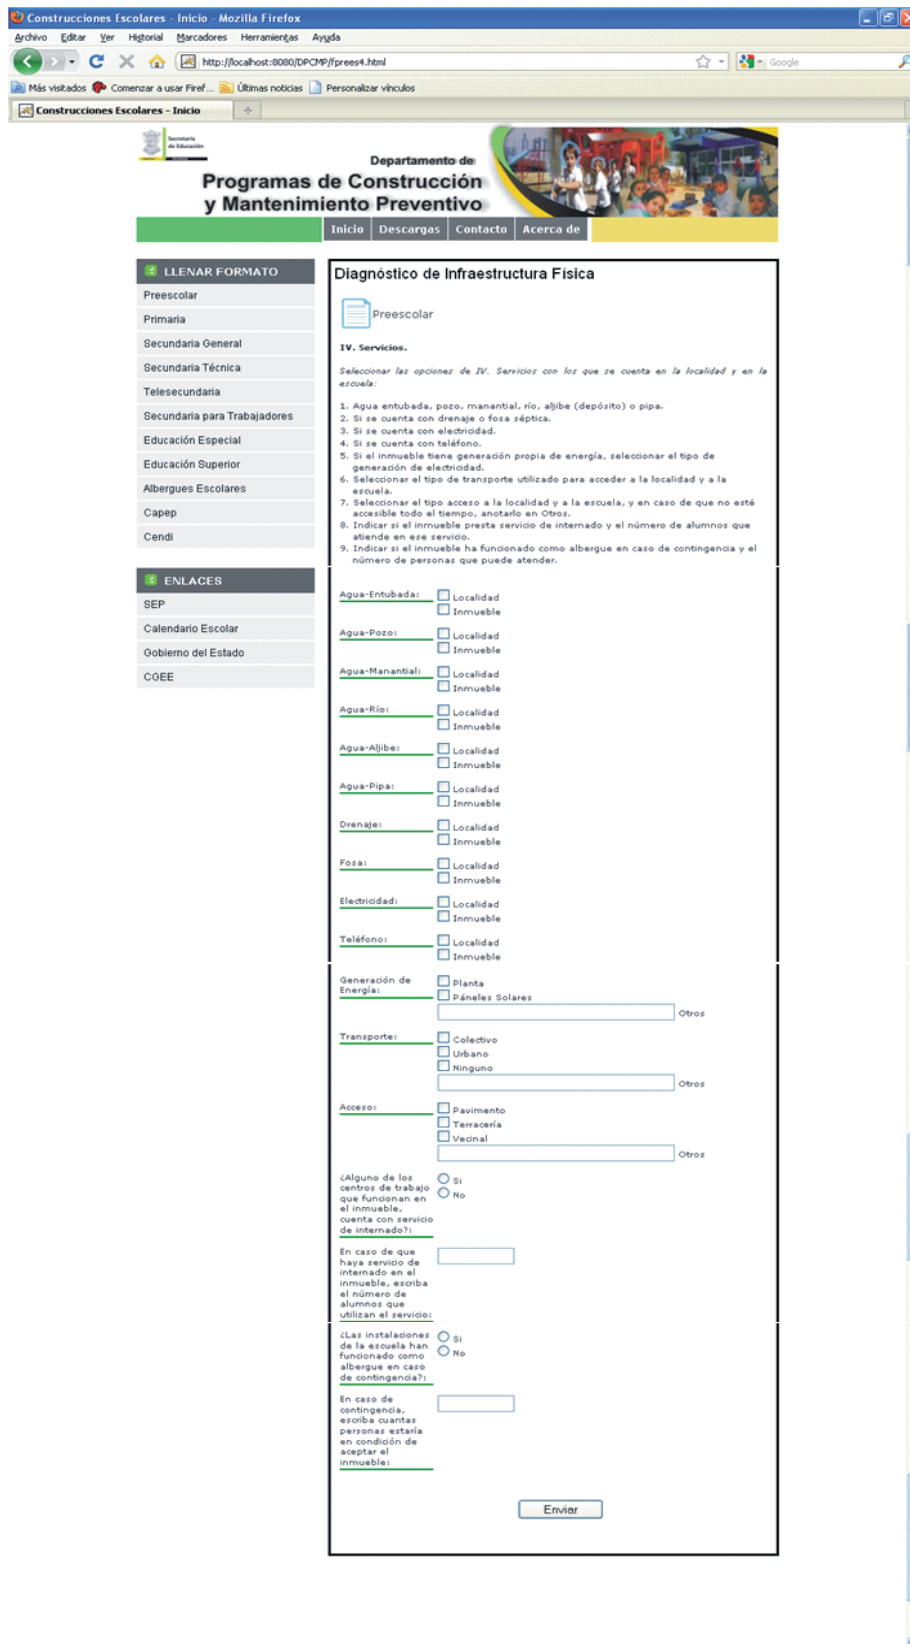 Construcciones Escolares - Inicio - Mozilla Firefox
Archivo Editar Ver Historial Marcadores Herramientas Ayuda
http://localhost:8080/DPCMP/fprees4.html
Google
Más visitados Comenzar a usar Firef... Últimas noticias Personalizar vínculos
Construcciones Escolares - Inicio
Secretaría
de Educación
Departamento de
Programas de Construcción
y Mantenimiento Preventivo
Inicio Descargas Contacto Acerca de
LLENAR FORMATO
Preescolar
Primaria
Secundaria General
Secundaria Técnica
Telesecundaria
Secundaria para Trabajadores
Educación Especial
Educación Superior
Albergues Escolares
Capep
Cendi
ENLACES
SEP
Calendario Escolar
Gobierno del Estado
CGEE
Diagnóstico de Infraestructura Física
Preescolar
IV. Servicios.
Seleccionar las opciones de IV. Servicios con los que se cuenta en la localidad y en la
escuela:
1. Agua entubada, pozo, manantial, río, aljibe (depósito) o pipa.
2. Si se cuenta con drenaje o fosa séptica.
3. Si se cuenta con electricidad.
4. Si se cuenta con teléfono.
5. Si el inmueble tiene generación propia de energía, seleccionar el tipo de
generación de electricidad.
6. Seleccionar el tipo de transporte utilizado para acceder a la localidad y a la
escuela.
7. Seleccionar el tipo acceso a la localidad y a la escuela, y en caso de que no esté
accesible todo el tiempo, anotarlo en Otros.
8. Indicar si el inmueble presta servicio de internado y el número de alumnos que
atiende en ese servicio.
9. Indicar si el inmueble ha funcionado como albergue en caso de contingencia y el
número de personas que puede atender.
Agua-Entubada: Localidad
Inmueble
Agua-Pozo: Localidad
Inmueble
Agua-Manantial: Localidad
Inmueble
Agua-Río: Localidad
Inmueble
Agua-Aljibe: Localidad
Inmueble
Agua-Pipa: Localidad
Inmueble
Drenaje: Localidad
Inmueble
Fosa: Localidad
Inmueble
Electricidad: Localidad
Inmueble
Teléfono: Localidad
Inmueble
Generación de
Energía:
Planta
Páneles Solares
Otros
Transporte: Colectivo
Urbano
Ninguno
Otros
Acceso: Pavimento
Terracería
Vecinal
Otros
¿Alguno de los
centros de trabajo
que funcionan en
el inmueble,
cuenta con servicio
de internado?:
Si
No
En caso de que
haya servicio de
internado en el
inmueble, escriba
el número de
alumnos que
utilizan el servicio:
¿Las instalaciones
de la escuela han
funcionado como
albergue en caso
de contingencia?:
Si
No
En caso de
contingencia,
escriba cuantas
personas estaría
en condición de
aceptar el
inmueble:
Enviar